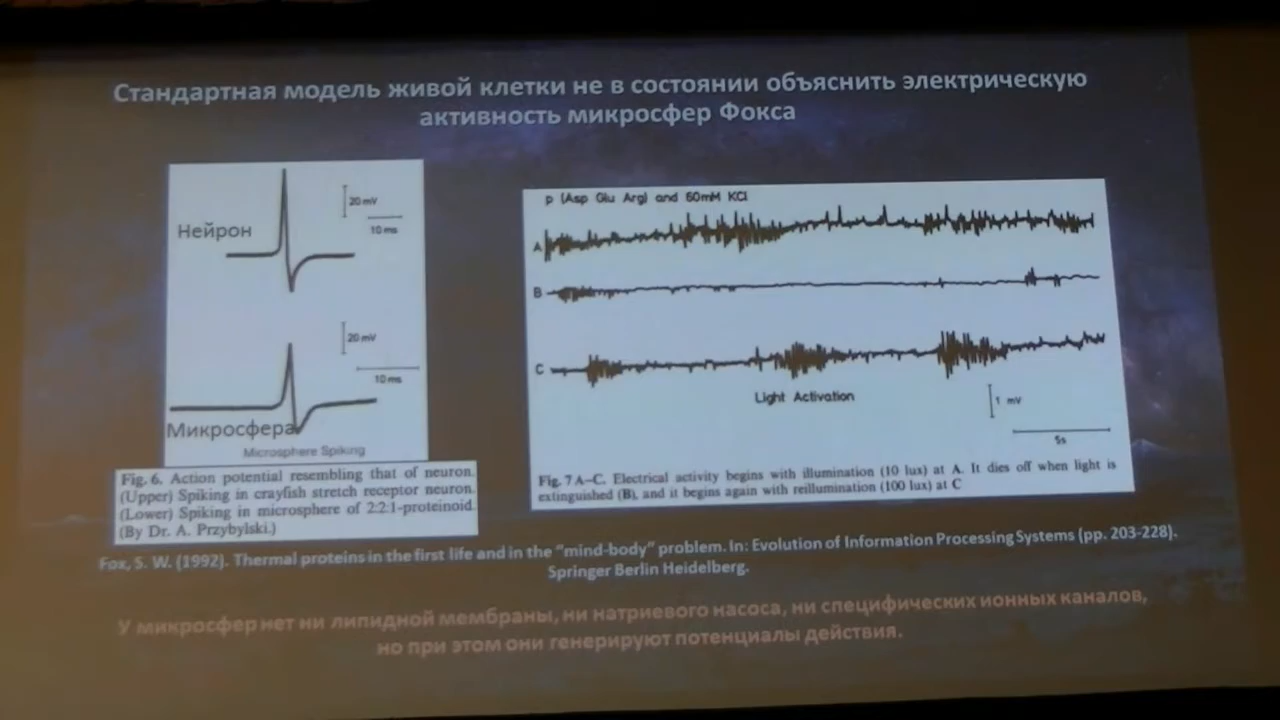 Стандартная модель живой клетки не в состоянии объяснить электрическую
активность микросфер Фокса
Нейрон
20 mV
10 ms
20 mV
10 ms
Микросфера
Microsphere Spiking
Fig. 6. Action potential resembling that of neuron.
(Upper) Spiking in crayfish stretch receptor neuron.
(Lower) Spiking in microsphere of 2:2:1-proteinoid.
(By Dr. A. Przybylski.)
p (Asp Glu Arg) and 60mM KCl
A
B
C
Light Activation
1 mV
5s
Fig. 7 A–C. Electrical activity begins with illumination (10 lux) at A. It dies off when light is
extinguished (B), and it begins again with reillumination (100 lux) at C
Fox, S. W. (1992). Thermal proteins in the first life and in the “mind-body” problem. In: Evolution of Information Processing Systems (pp. 203-228).
Springer Berlin Heidelberg.
У микросфер нет ни липидной мембраны, ни натриевого насоса, ни специфических ионных каналов,
но при этом они генерируют потенциалы действия.